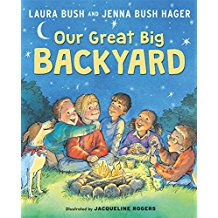 LAURA BUSH AND JENNA BUSH HAGER
OUR GREAT BIG
BACKYARD
Illustrated by JACQUELINE ROGERS